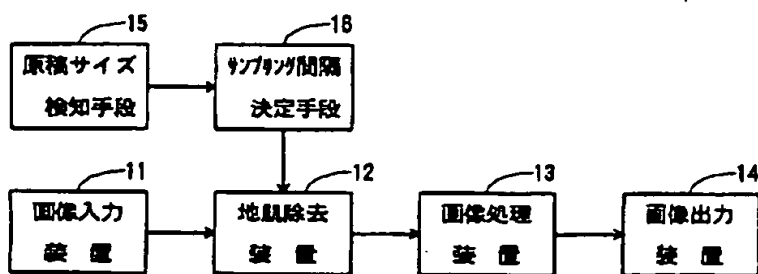 15
原稿サイズ
検知手段
16
サンプリング間隔
決定手段
11
画像入力
装置
12
地肌除去
装置
13
画像処理
装置
14
画像出力
装置